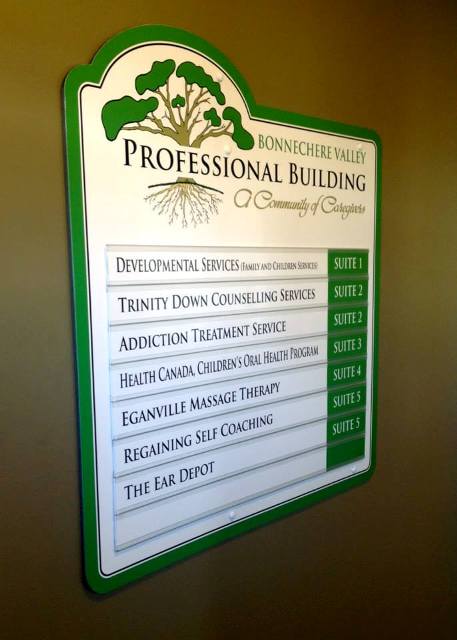 BONNECHERE VALLEY
PROFESSIONAL BUILDING
A Community of Caregivers
DEVELOPMENTAL SERVICES (FAMILY AND CHILDREN SERVICES) SUITE 1
TRINITY DOWN COUNSELLING SERVICES SUITE 2
ADDICTION TREATMENT SERVICE SUITE 2
HEALTH CANADA, CHILDREN'S ORAL HEALTH PROGRAM SUITE 3
EGANVILLE MASSAGE THERAPY SUITE 4
REGAINING SELF COACHING SUITE 5
THE EAR DEPOT SUITE 5